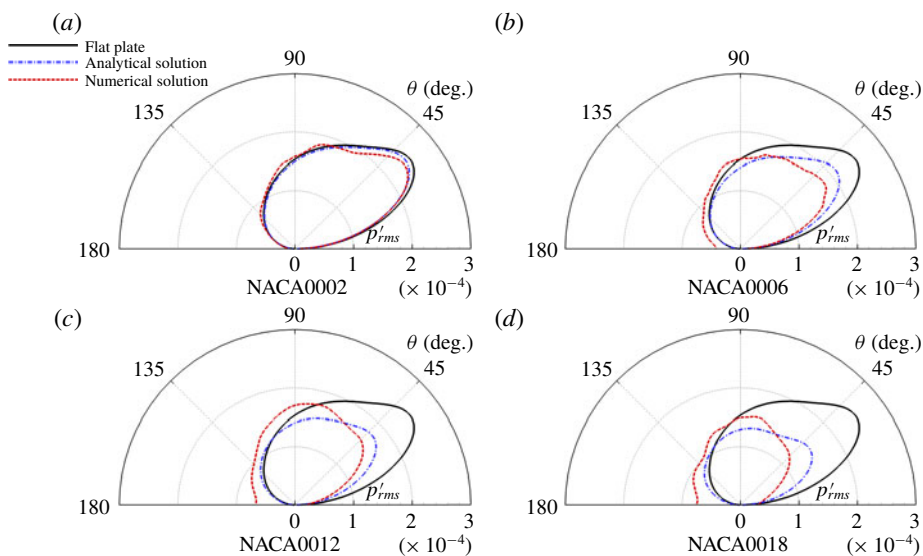 (a)
(b)
Flat plate
Analytical solution
Numerical solution
90
90
θ (deg.)
θ (deg.)
135
45
135
45
p′rms
p′rms
180
180
0 1 2 3
0 1 2 3
NACA0002 (× 10−4)
NACA0006 (× 10−4)
(c)
(d)
90
90
θ (deg.)
θ (deg.)
135
45
135
45
p′rms
p′rms
180
180
0 1 2 3
0 1 2 3
NACA0012 (× 10−4)
NACA0018 (× 10−4)